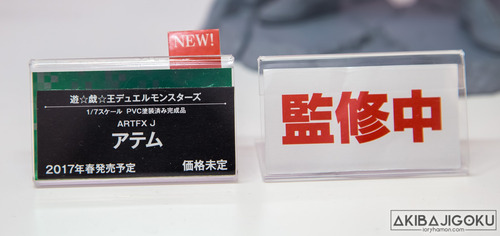 NEW!
遊☆戯☆王デュエルモンスターズ
1/7スケール PVC塗装済み完成品
ARTFX J
アテム
2017年春発売予定 価格未定
監修中
AKIBAJIGOKU
ioryhamon.com